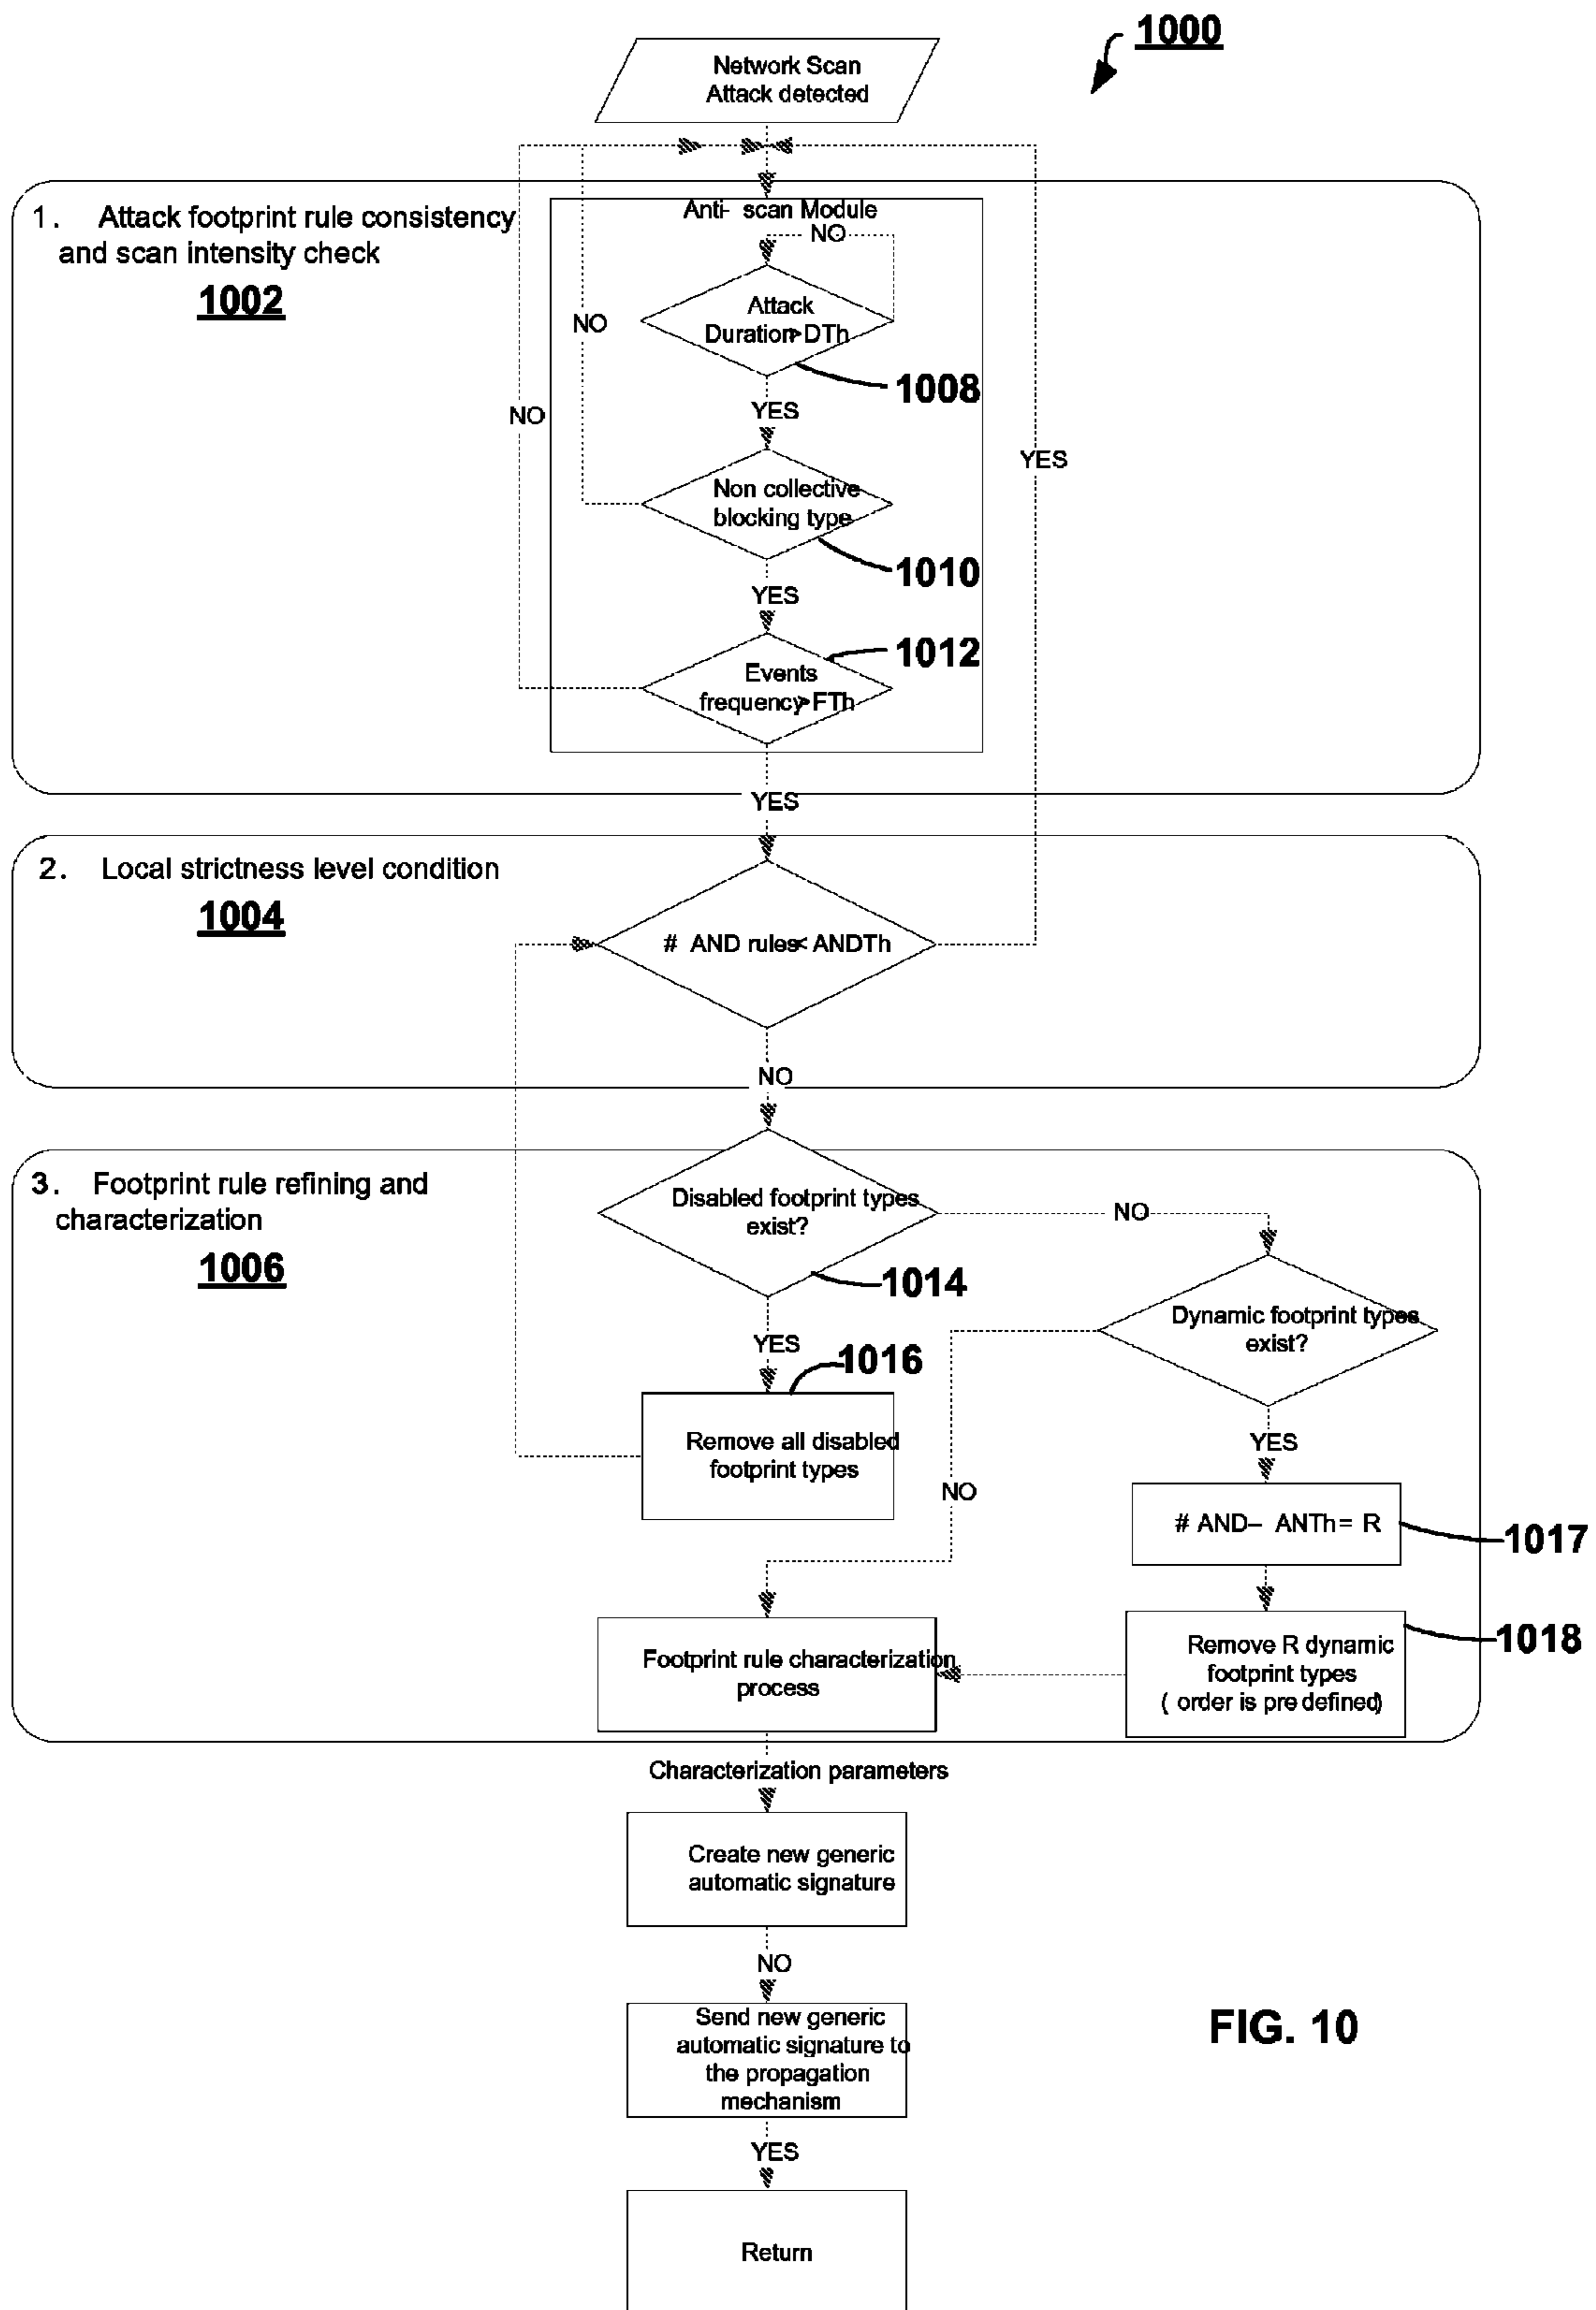 1000
Network Scan
Attack detected
1. Attack footprint rule consistency
and scan intensity check
1002
Anti- scan Module
NO
Attack
Duration>DTh
NO
1008
NO
YES
YES
Non collective
blocking type
1010
YES
1012
Events
frequency>FTh
YES
2. Local strictness level condition
1004
# AND rules< ANDTh
NO
3. Footprint rule refining and
characterization
1006
Disabled footprint types
exist?
NO
1014
Dynamic footprint types
exist?
YES
1016
Remove all disabled
footprint types
YES
NO
# AND– ANTh= R
1017
Footprint rule characterization
process
Remove R dynamic
footprint types
( order is pre defined)
1018
Characterization parameters
Create new generic
automatic signature
NO
Send new generic
automatic signature to
the propagation
mechanism
FIG. 10
YES
Return